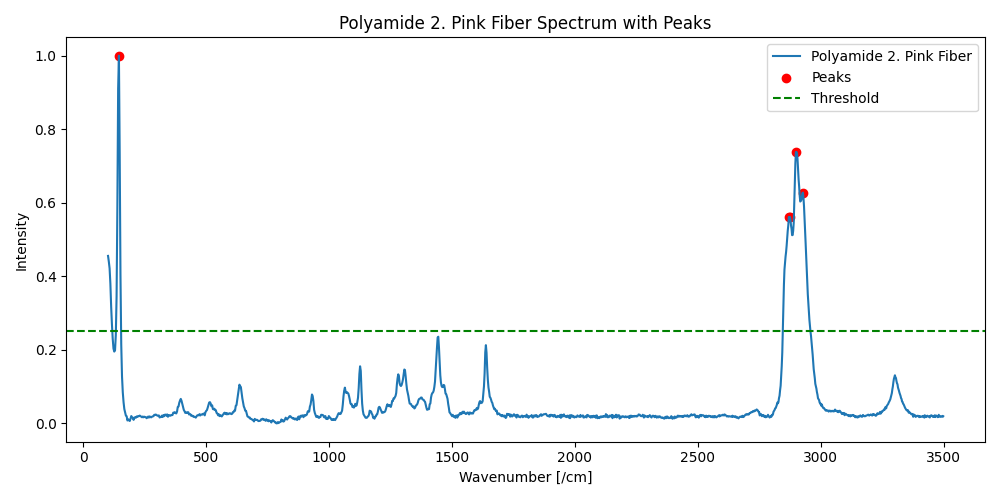 Polyamide 2. Pink Fiber Spectrum with Peaks
Polyamide 2. Pink Fiber
Peaks
Threshold
Intensity
1.0
0.8
0.6
0.4
0.2
0.0
0 500 1000 1500 2000 2500 3000 3500
Wavenumber [/cm]